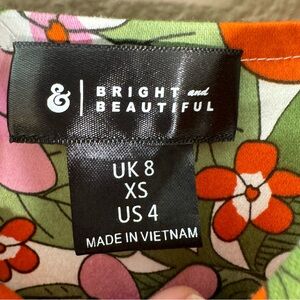 & | BRIGHT and
BEAUTIFUL
UK 8
XS
US 4
MADE IN VIETNAM